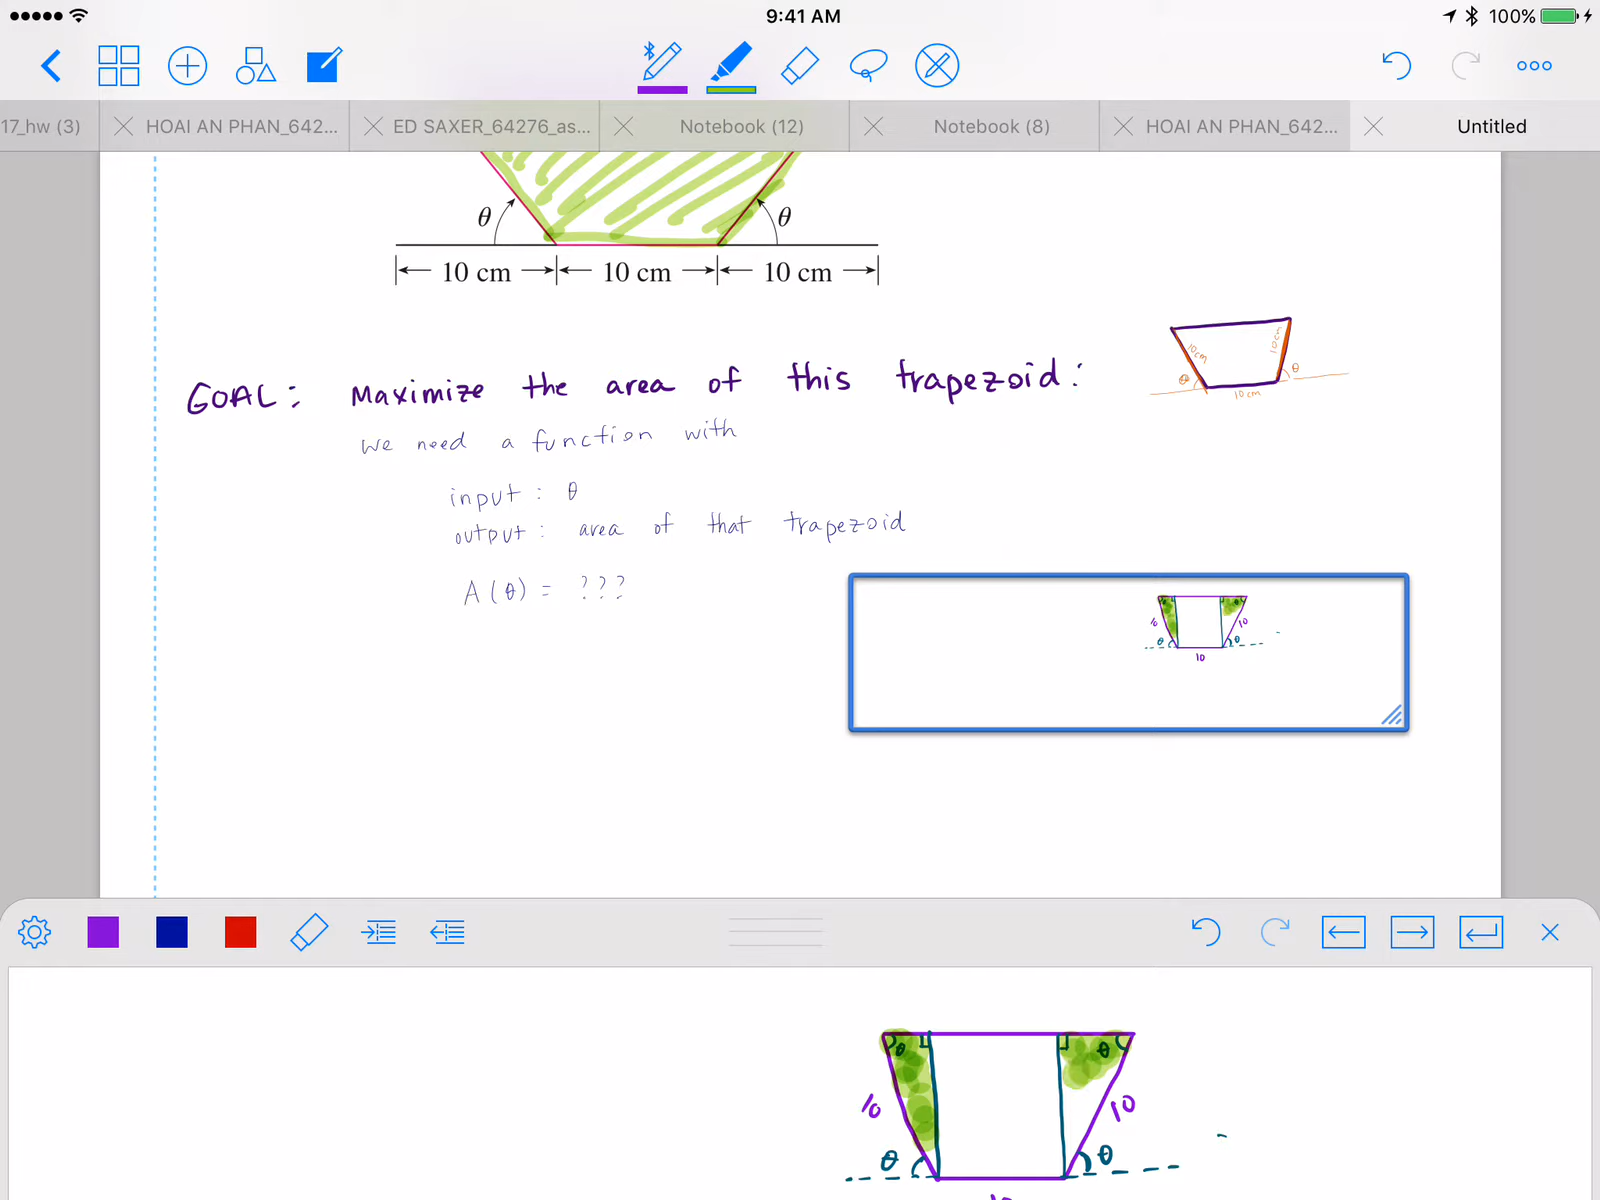 9:41 AM
100%
17_hw (3)
HOAI AN PHAN_642...
ED SAXER_64276_as...
Notebook (12)
Notebook (8)
HOAI AN PHAN_642...
Untitled
θ θ
10 cm 10 cm 10 cm
GOAL: Maximize the area of this trapezoid:
10cm 10cm
θ θ
10cm
We need a function with
input: θ
output: area of that trapezoid
A(θ) = ???
θ θ
10 10
θ θ
10
θ θ
10 10
θ θ